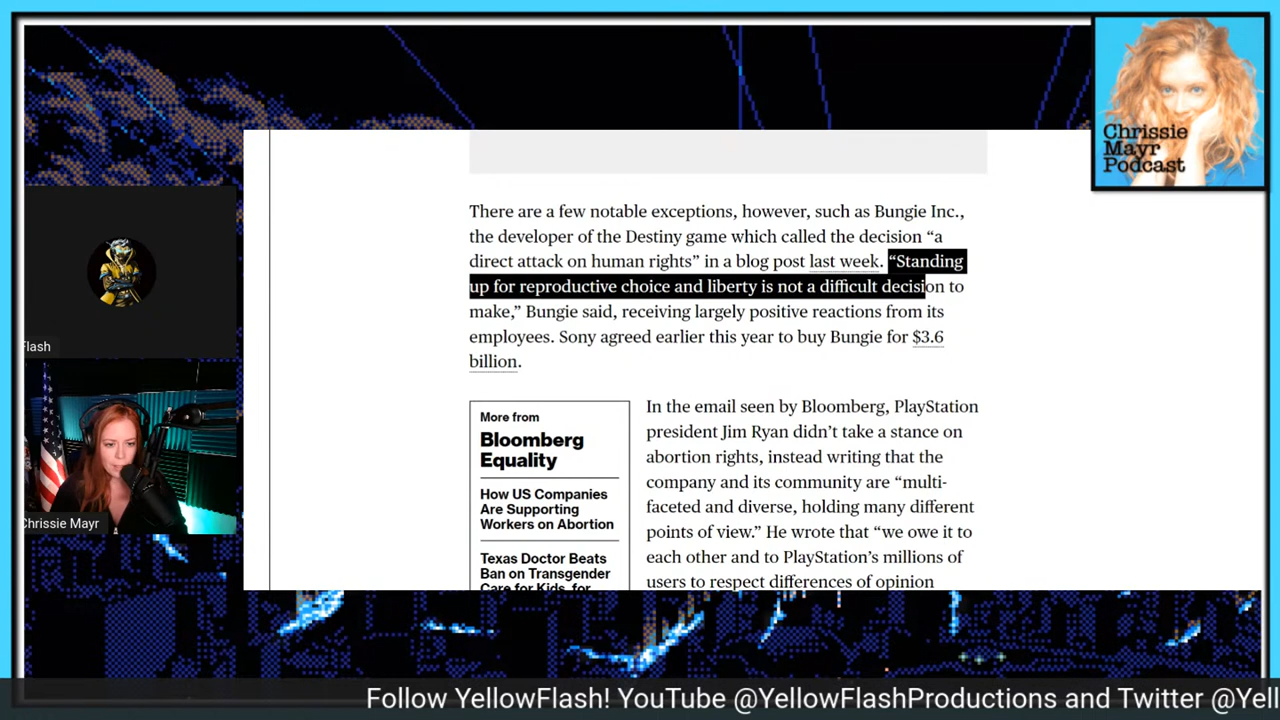 Chrissie
Mayr
Podcast
There are a few notable exceptions, however, such as Bungie Inc.,
the developer of the Destiny game which called the decision “a
direct attack on human rights” in a blog post last week. “Standing
up for reproductive choice and liberty is not a difficult decision to
make,” Bungie said, receiving largely positive reactions from its
employees. Sony agreed earlier this year to buy Bungie for $3.6
billion.
Flash
Chrissie Mayr
More from
Bloomberg
Equality
How US Companies
Are Supporting
Workers on Abortion
Texas Doctor Beats
Ban on Transgender
Care for Kids, for
In the email seen by Bloomberg, PlayStation
president Jim Ryan didn’t take a stance on
abortion rights, instead writing that the
company and its community are “multi-
faceted and diverse, holding many different
points of view.” He wrote that “we owe it to
each other and to PlayStation’s millions of
users to respect differences of opinion
Follow YellowFlash! YouTube @YellowFlashProductions and Twitter @Yell